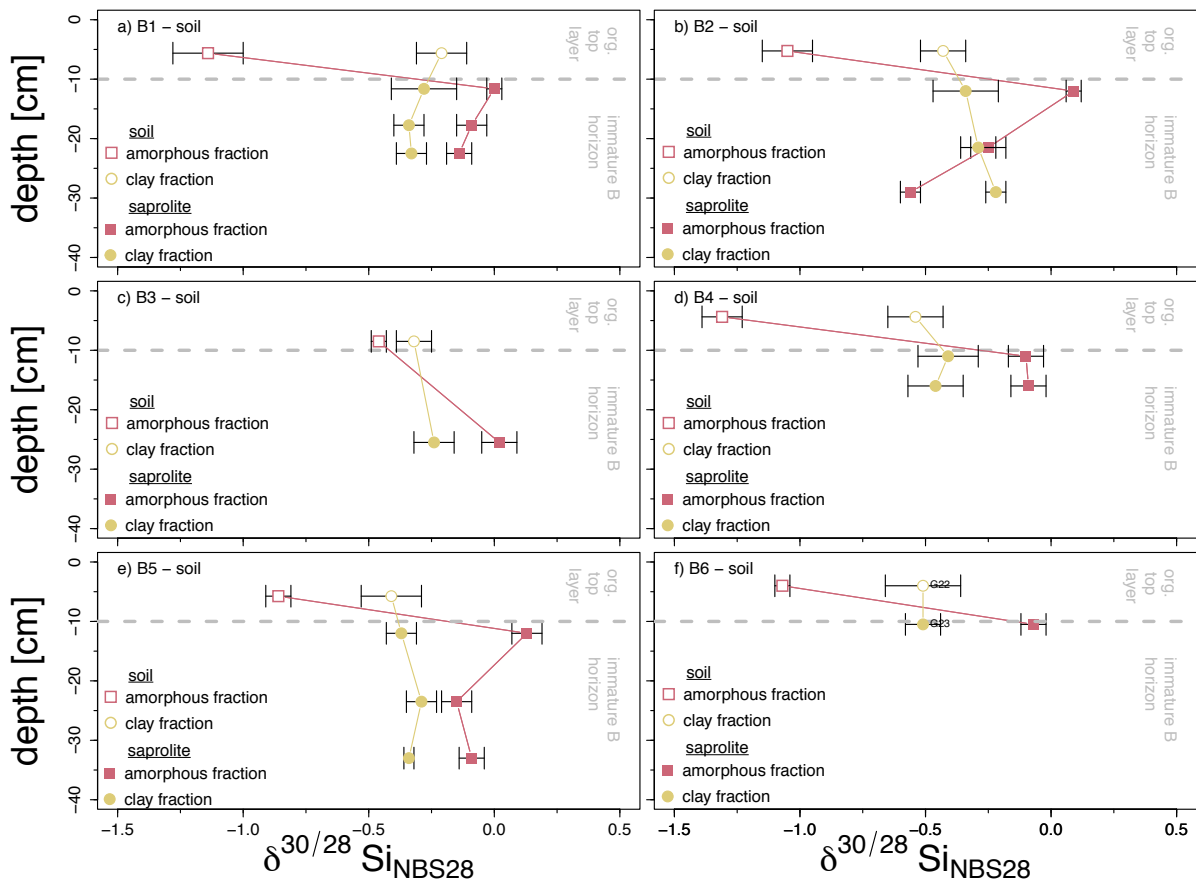 a) B1 – soil
org.
top
layer
immature B
horizon
soil
amorphous fraction
clay fraction
saprolite
amorphous fraction
clay fraction
depth [cm]
0
−10
−20
−30
−40
b) B2 – soil
org.
top
layer
immature B
horizon
soil
amorphous fraction
clay fraction
saprolite
amorphous fraction
clay fraction
c) B3 – soil
org.
top
layer
immature B
horizon
soil
amorphous fraction
clay fraction
saprolite
amorphous fraction
clay fraction
depth [cm]
0
−10
−20
−30
−40
d) B4 – soil
org.
top
layer
immature B
horizon
soil
amorphous fraction
clay fraction
saprolite
amorphous fraction
clay fraction
e) B5 – soil
org.
top
layer
immature B
horizon
soil
amorphous fraction
clay fraction
saprolite
amorphous fraction
clay fraction
depth [cm]
0
−10
−20
−30
−40
−1.5 −1.0 −0.5 0.0 0.5
δ30/28 SiNBS28
f) B6 – soil
org.
top
layer
immature B
horizon
G22
G23
soil
amorphous fraction
clay fraction
saprolite
amorphous fraction
clay fraction
−1.5 −1.0 −0.5 0.0 0.5
δ30/28 SiNBS28